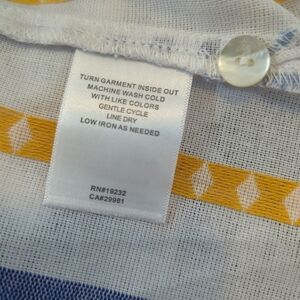 TURN GARMENT INSIDE OUT
MACHINE WASH COLD
WITH LIKE COLORS
GENTLE CYCLE
LINE DRY
LOW IRON AS NEEDED
RN#19232
CA#29981